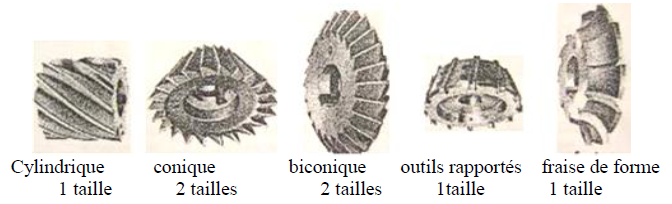 Cylindrique conique biconique outils rapportés fraise de forme
1 taille 2 tailles 2 tailles 1taille 1 taille